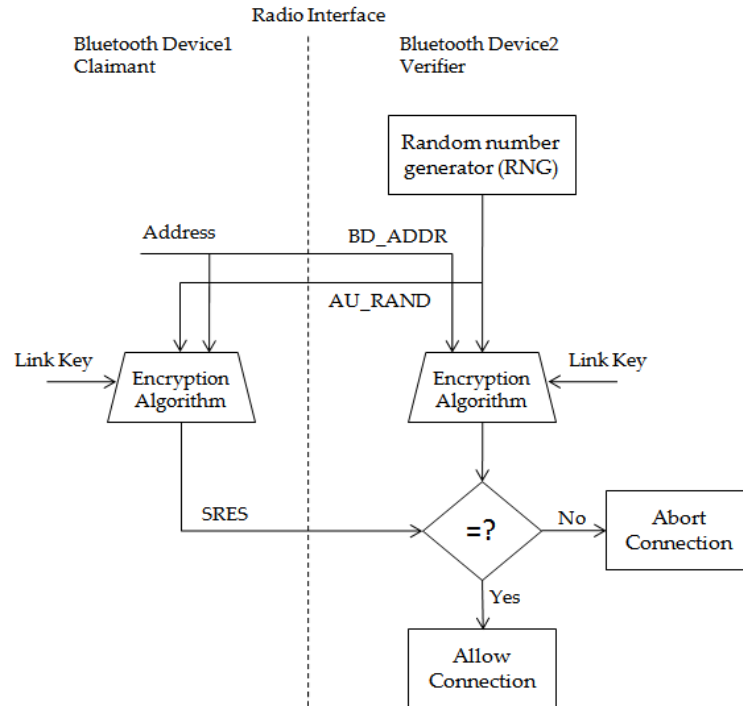 Radio Interface
Bluetooth Device1
Claimant
Bluetooth Device2
Verifier
Random number
generator (RNG)
Address
BD_ADDR
AU_RAND
Link Key
Encryption
Algorithm
Encryption
Algorithm
Link Key
SRES
=?
No
Abort
Connection
Yes
Allow
Connection